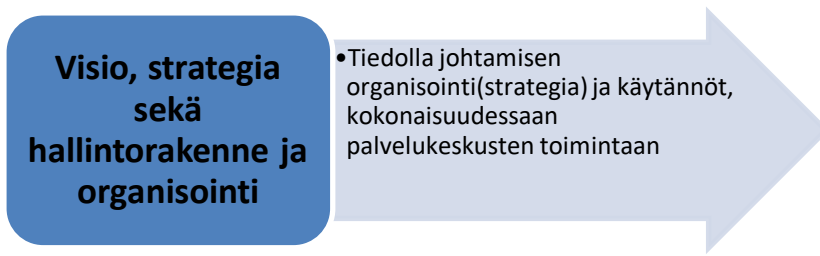 Visio, strategia
sekä
hallintorakenne ja
organisointi
•Tiedolla johtamisen
organisointi(strategia) ja käytännöt,
kokonaisuudessaan
palvelukeskusten toimintaan